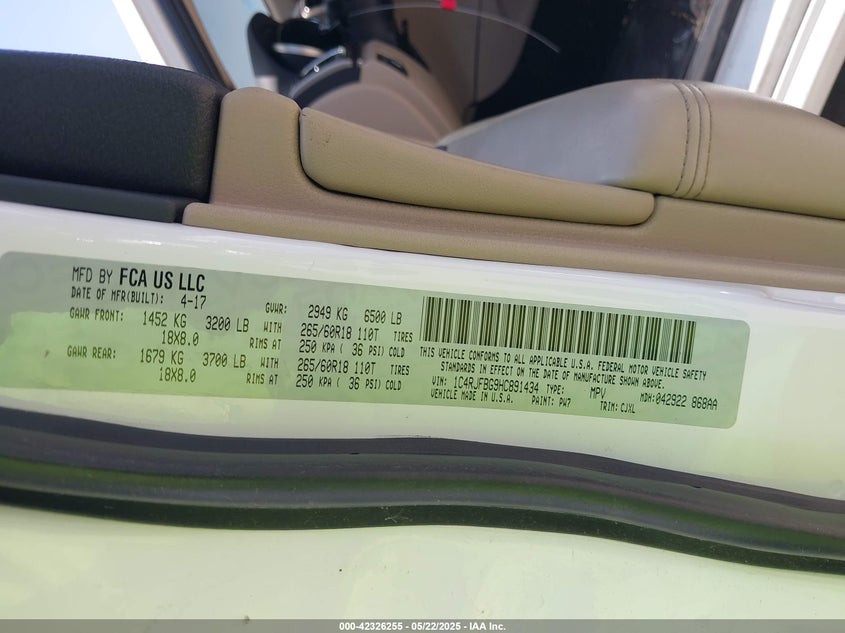 MFD BY FCA US LLC
DATE OF MFR(BUILT): 4-17 GVWR: 2949 KG 6500 LB
GAWR FRONT: 1452 KG 3200 LB WITH 265/60R18 110T TIRES
18X8.0 RIMS AT 250 KPA ( 36 PSI) COLD
GAWR REAR: 1679 KG 3700 LB WITH 265/60R18 110T TIRES
18X8.0 RIMS AT 250 KPA ( 36 PSI) COLD
THIS VEHICLE CONFORMS TO ALL APPLICABLE U.S.A. FEDERAL MOTOR VEHICLE SAFETY
STANDARDS IN EFFECT ON THE DATE OF MANUFACTURE SHOWN ABOVE.
VIN: 1C4RJFBG9HC891434 TYPE: MPV MDH:042922 868AA
VEHICLE MADE IN U.S.A. PAINT: PW7 TRIM: CJXL
000-42326255 - 05/22/2025 - IAA Inc.